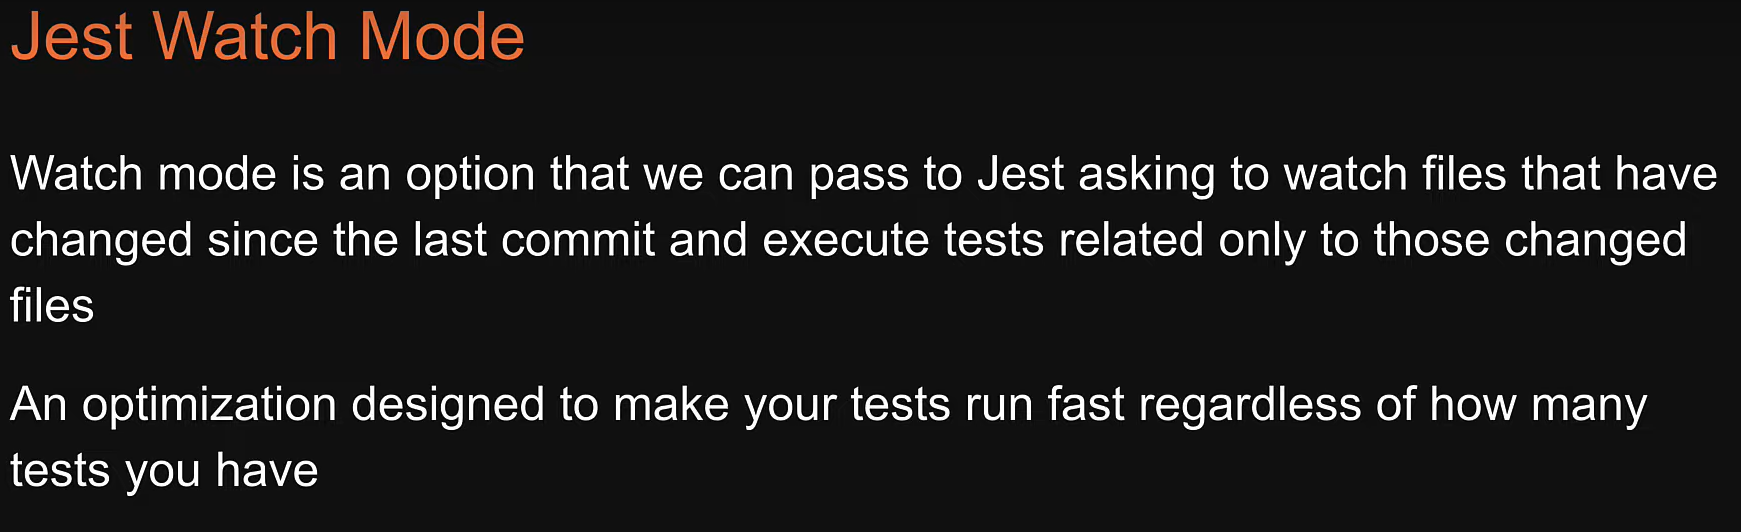 Jest Watch Mode
Watch mode is an option that we can pass to Jest asking to watch files that have
changed since the last commit and execute tests related only to those changed
files
An optimization designed to make your tests run fast regardless of how many
tests you have